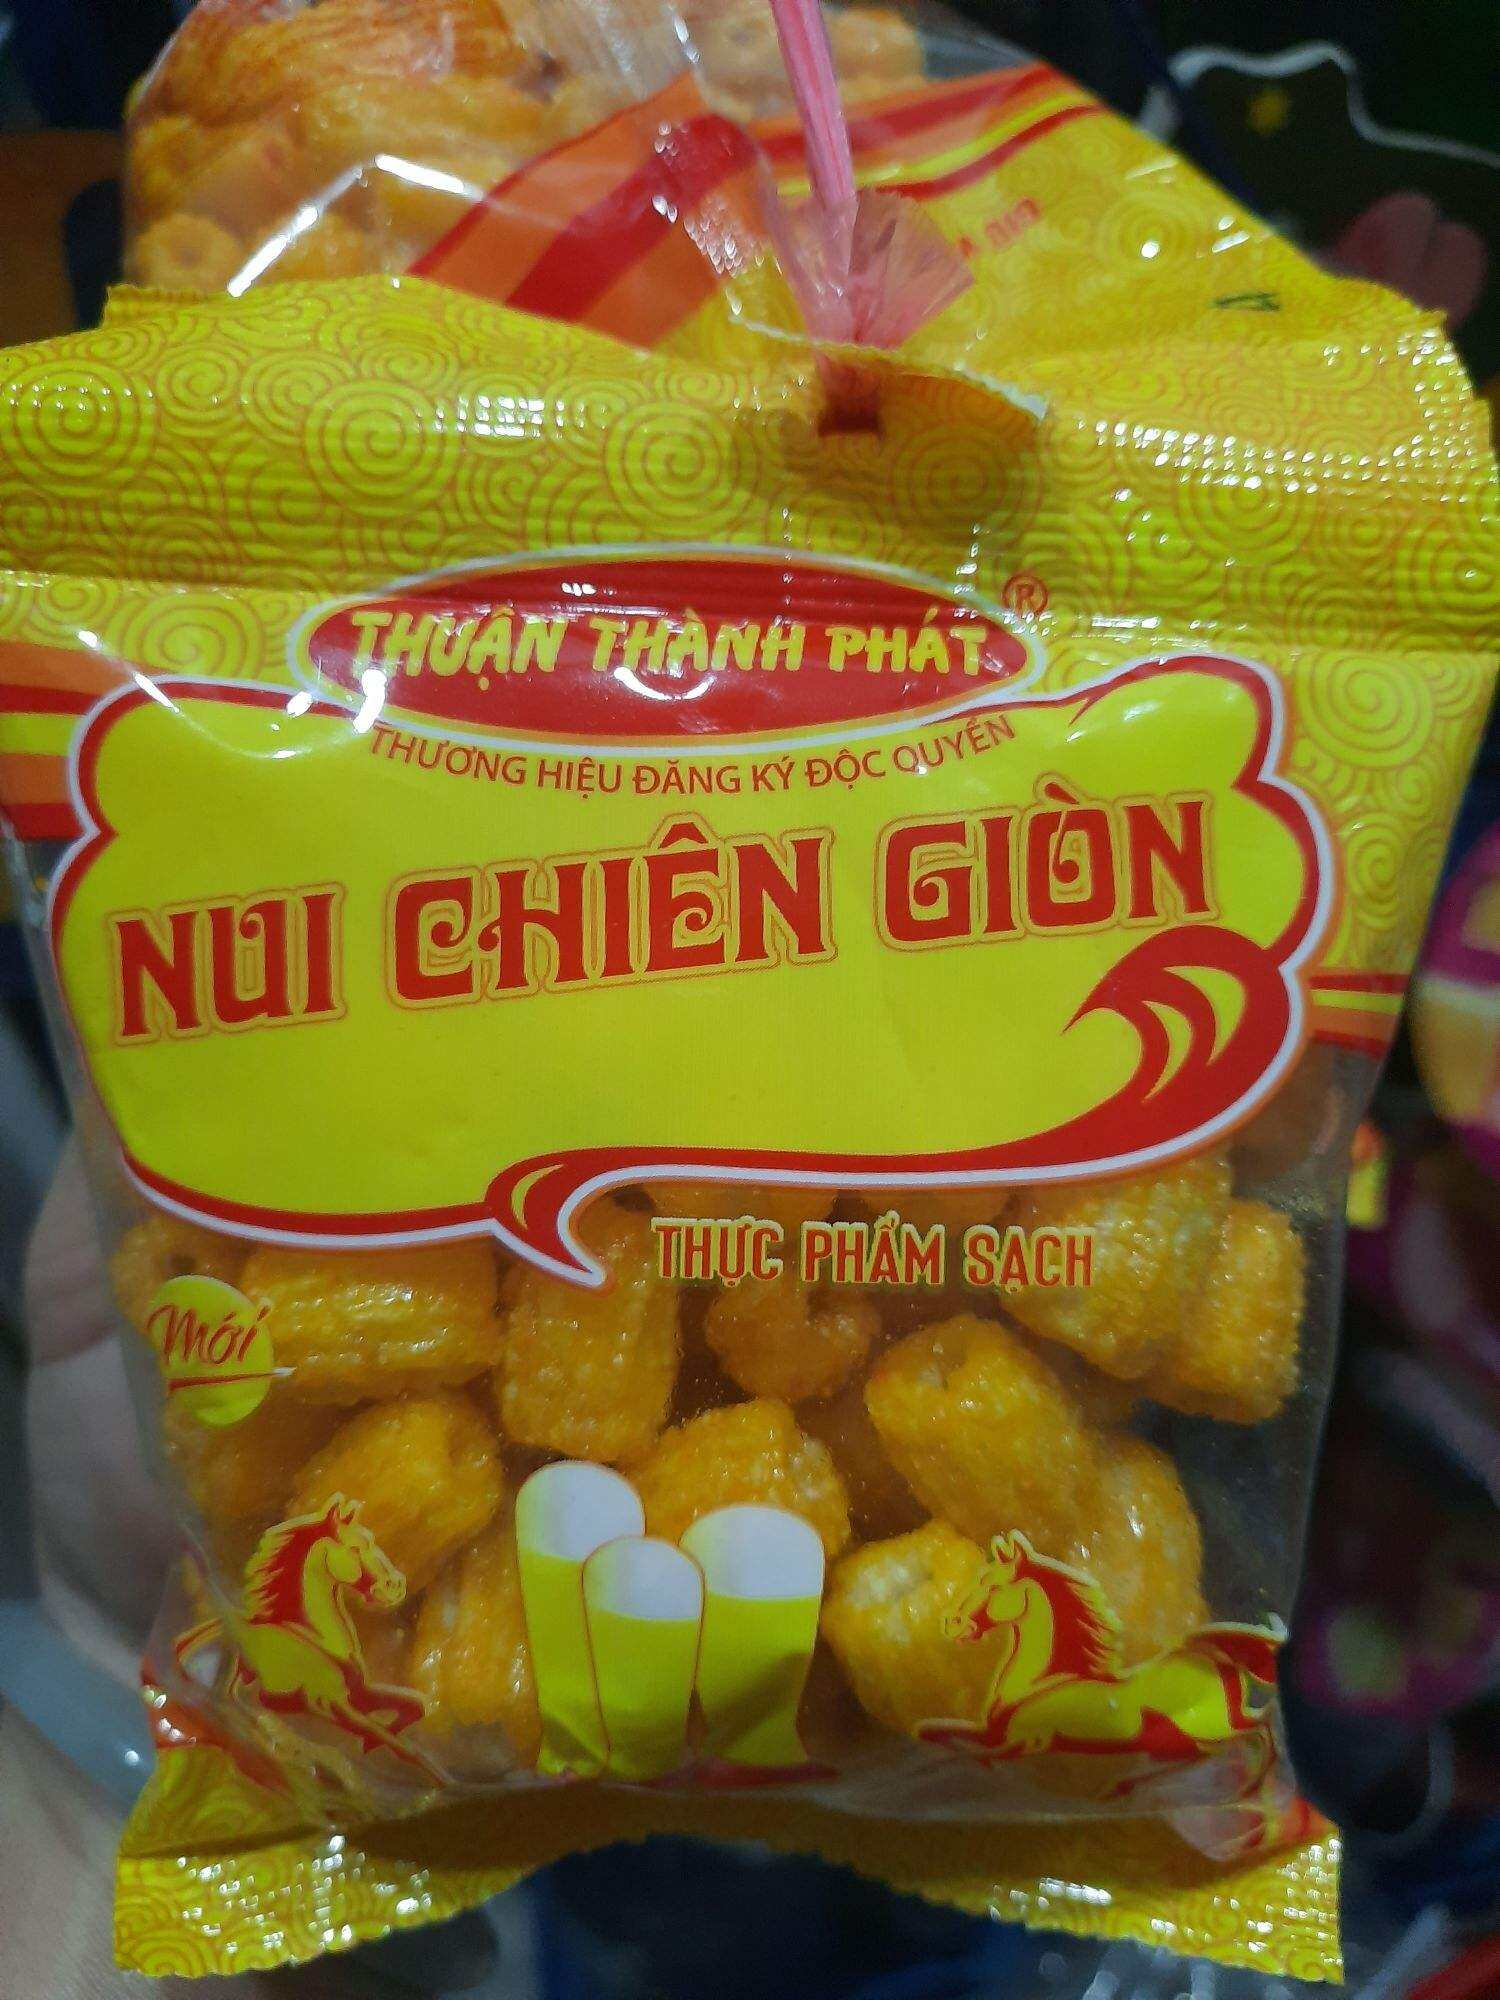 THUẬN THÀNH PHÁT ®
THƯƠNG HIỆU ĐĂNG KÝ ĐỘC QUYỀN
NUI CHIÊN GIÒN
THỰC PHẨM SẠCH
Mới